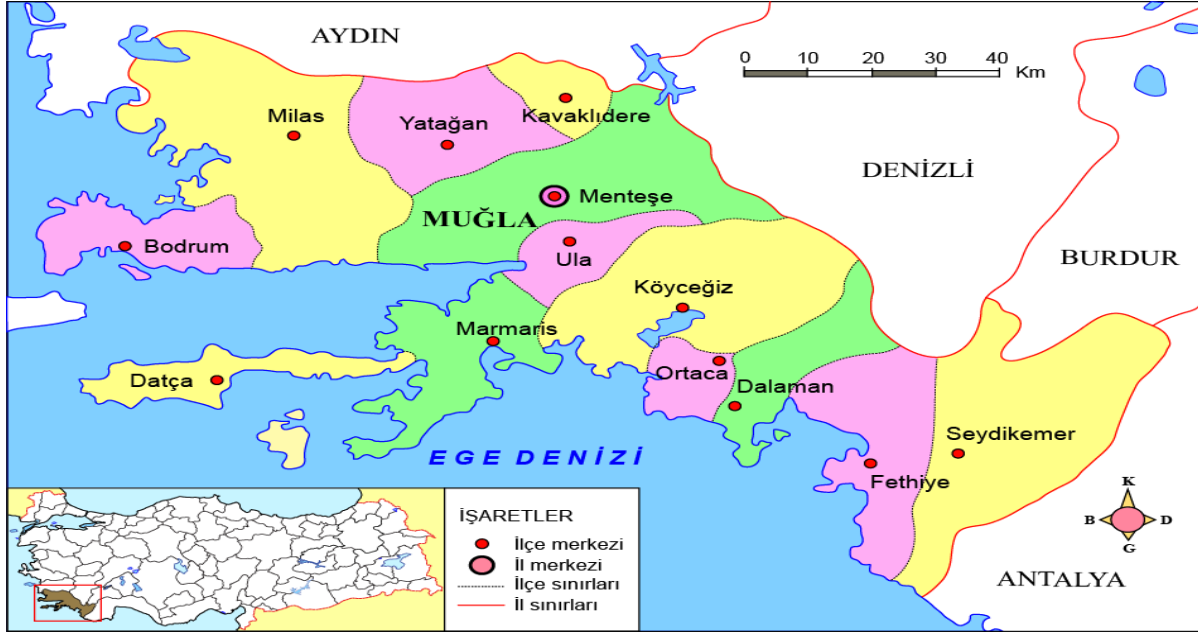 AYDIN
0 10 20 30 40 Km
Milas
Yatağan
Kavaklıdere
DENİZLİ
Menteşe
MUĞLA
Bodrum
Ula
BURDUR
Köyceğiz
Marmaris
Datça
Ortaca
Dalaman
Seydikemer
EGE DENİZİ
Fethiye
K
B D
G
ANTALYA
İŞARETLER
İlçe merkezi
İl merkezi
İlçe sınırları
İl sınırları